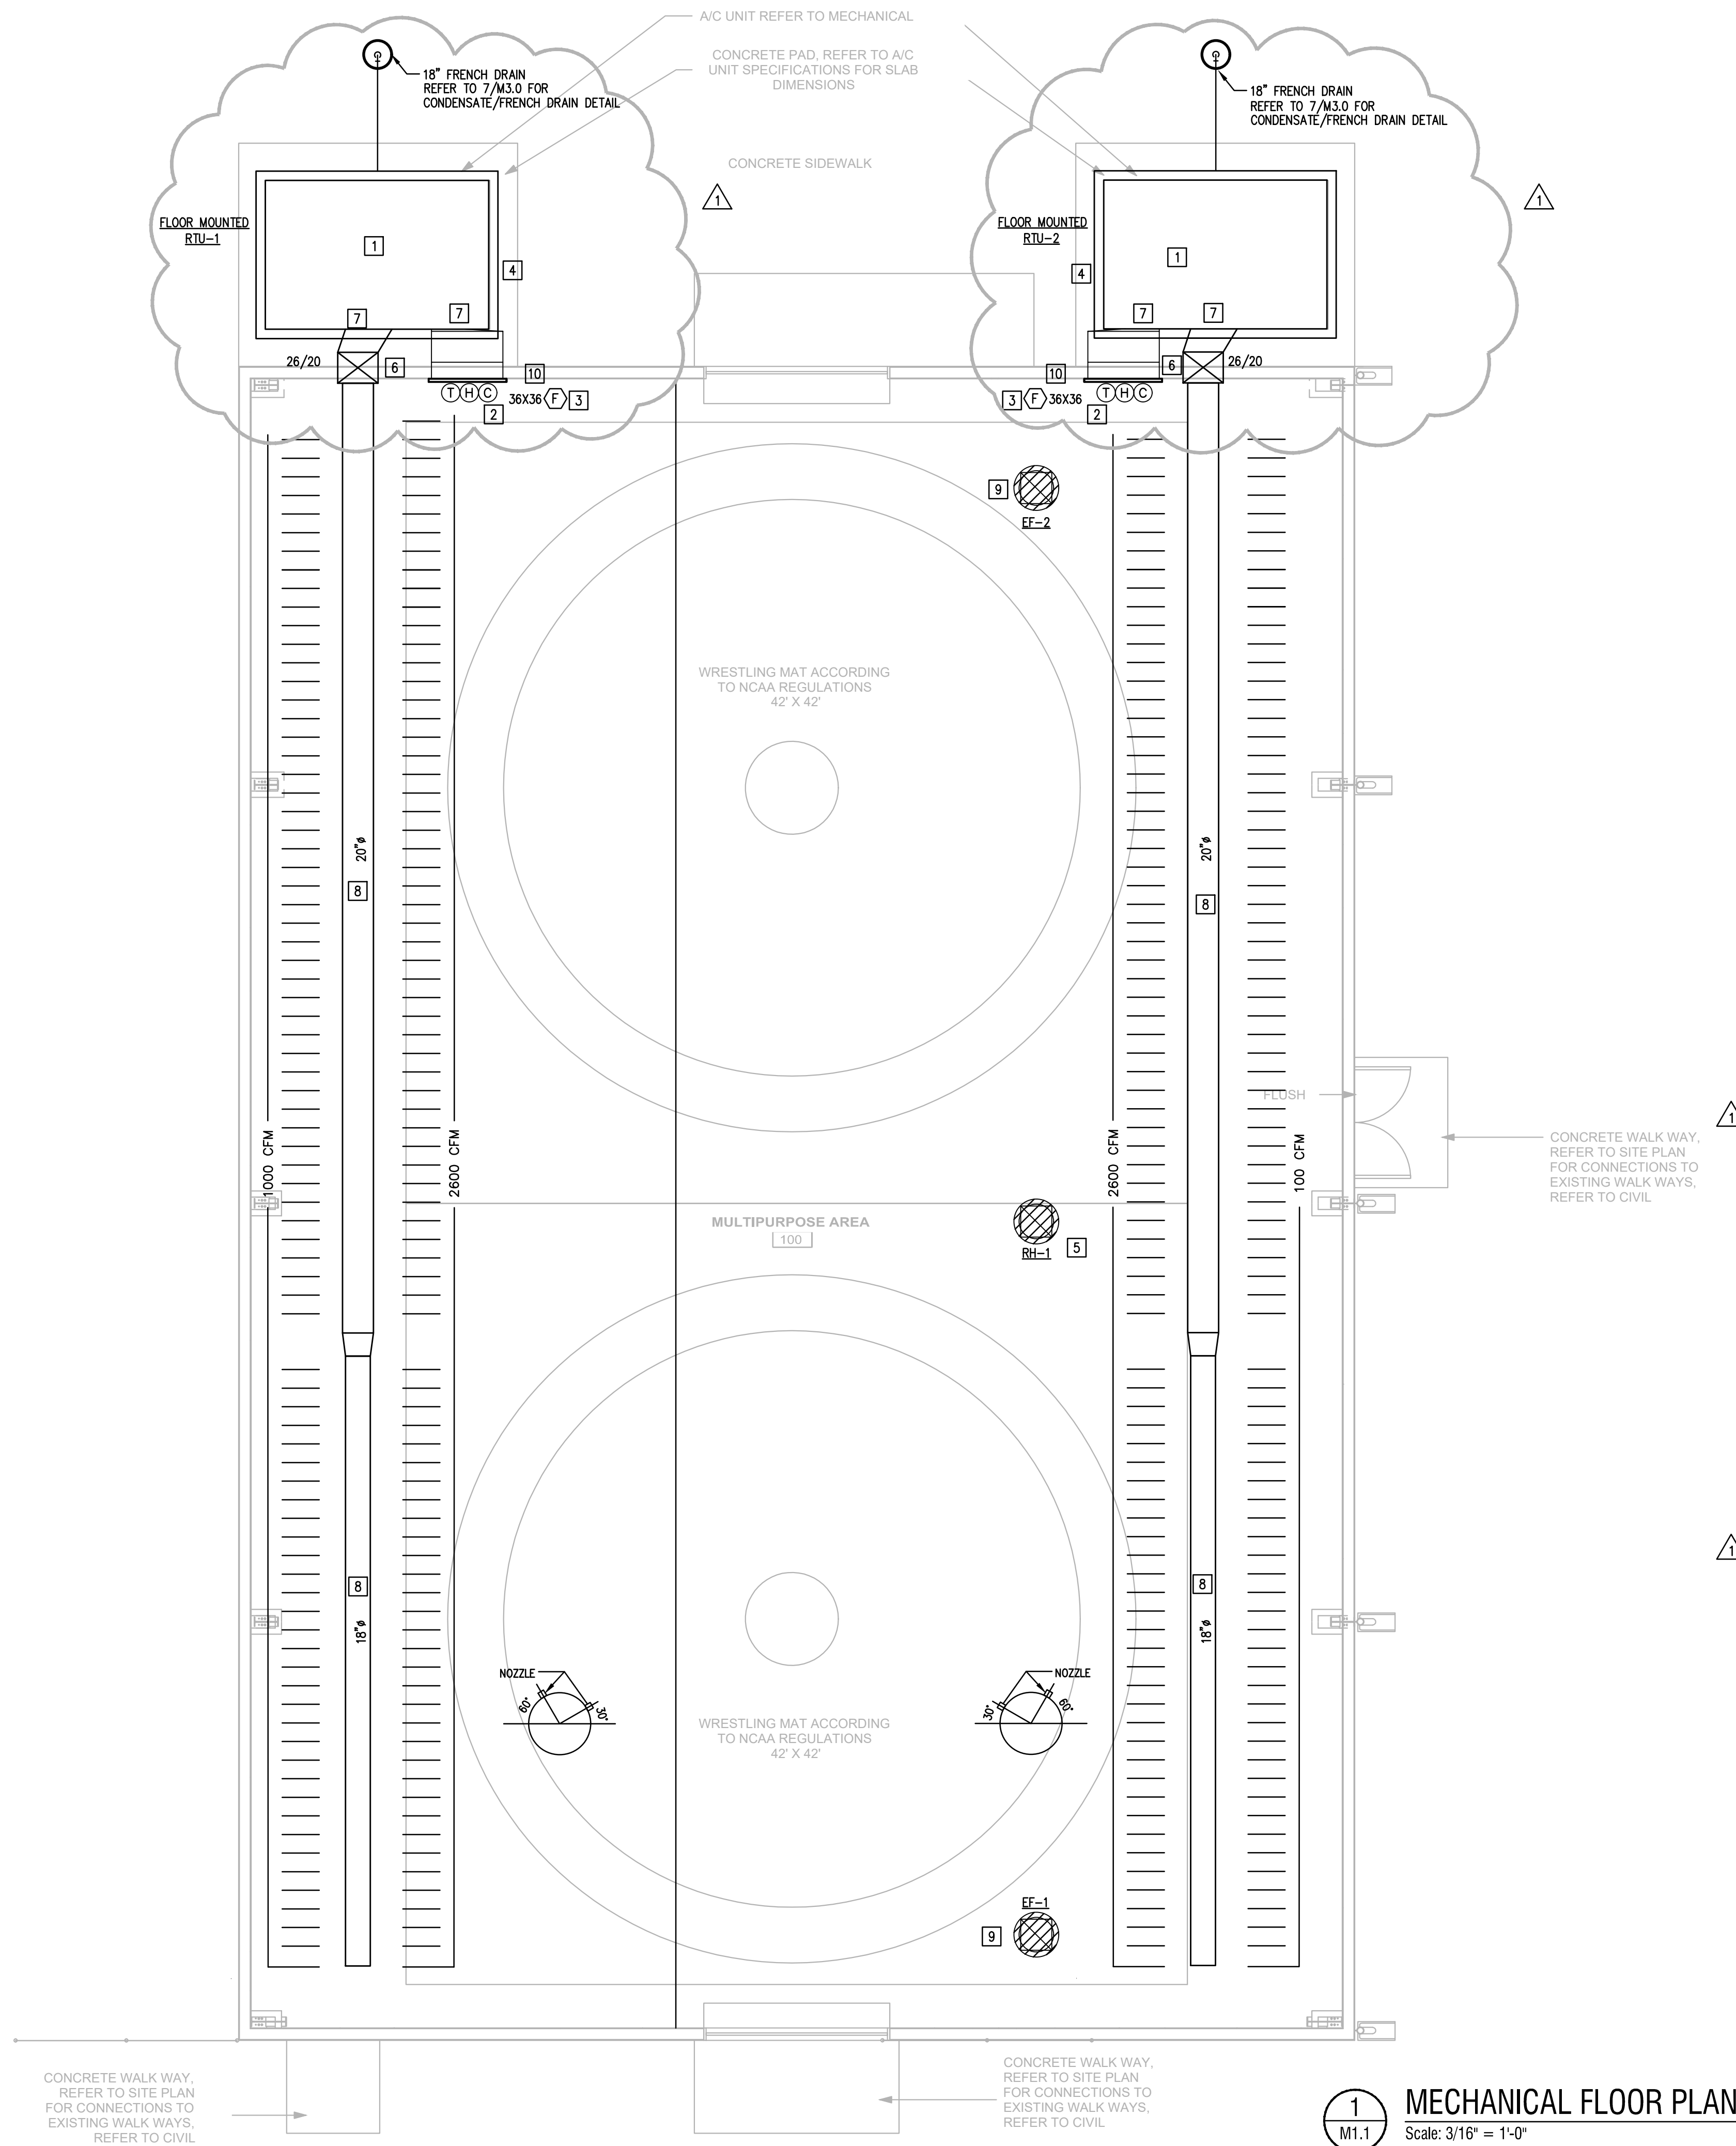 A/C UNIT REFER TO MECHANICAL
CONCRETE PAD, REFER TO A/C
UNIT SPECIFICATIONS FOR SLAB
DIMENSIONS
18" FRENCH DRAIN
REFER TO 7/M3.0 FOR
CONDENSATE/FRENCH DRAIN DETAIL
18" FRENCH DRAIN
REFER TO 7/M3.0 FOR
CONDENSATE/FRENCH DRAIN DETAIL
CONCRETE SIDEWALK
1
1
FLOOR MOUNTED
RTU-1
1
4
7
7
FLOOR MOUNTED
RTU-2
4
1
7
7
26/20
6
10
T H C
36X36 F 3
2
10
6
26/20
3 F 36X36
T H C
2
9
EF-2
WRESTLING MAT ACCORDING
TO NCAA REGULATIONS
42' X 42'
20"ø
8
20"ø
8
FLUSH
1
CONCRETE WALK WAY,
REFER TO SITE PLAN
FOR CONNECTIONS TO
EXISTING WALK WAYS,
REFER TO CIVIL
1000 CFM
2600 CFM
2600 CFM
100 CFM
MULTIPURPOSE AREA
100
RH-1
5
1
8
18"ø
8
18"ø
NOZZLE
60°
30°
NOZZLE
30°
60°
WRESTLING MAT ACCORDING
TO NCAA REGULATIONS
42' X 42'
EF-1
9
CONCRETE WALK WAY,
REFER TO SITE PLAN
FOR CONNECTIONS TO
EXISTING WALK WAYS,
REFER TO CIVIL
CONCRETE WALK WAY,
REFER TO SITE PLAN
FOR CONNECTIONS TO
EXISTING WALK WAYS,
REFER TO CIVIL
1
M1.1
MECHANICAL FLOOR PLAN
Scale: 3/16" = 1'-0"